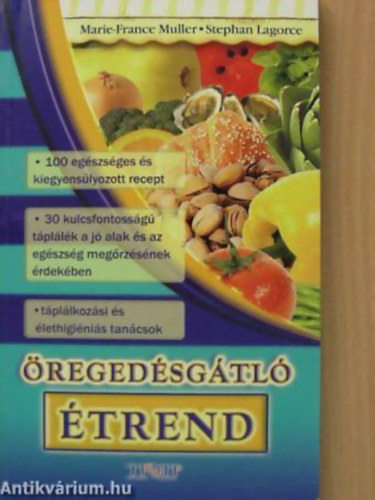 Marie-France Muller • Stephan Lagorce
• 100 egészséges és
kiegyensúlyozott recept
• 30 kulcsfontosságú
táplálék a jó alak és az
egészség megőrzésének
érdekében
• táplálkozási és
élethigiéniás tanácsok
ÖREGEDÉSGÁTLÓ
ÉTREND
Antikvárium.hu